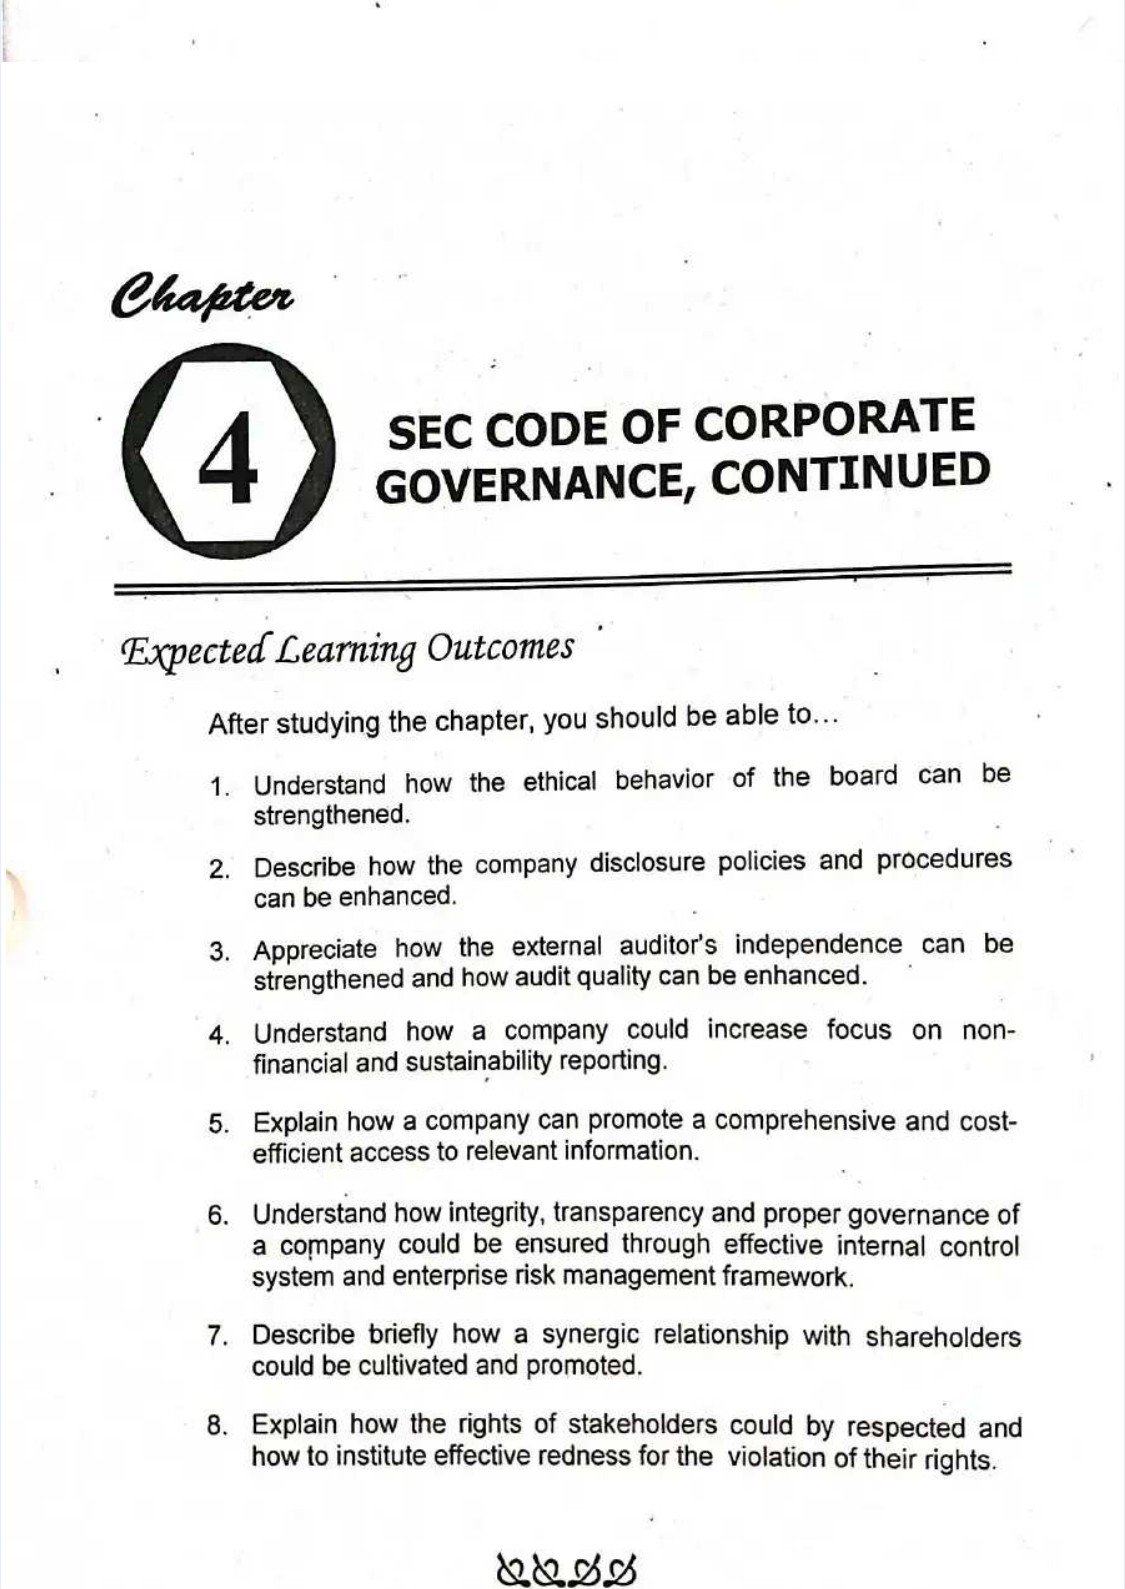 Chapter
4
SEC CODE OF CORPORATE
GOVERNANCE, CONTINUED
Expected Learning Outcomes
After studying the chapter, you should be able to...
1. Understand how the ethical behavior of the board can be
strengthened.
2. Describe how the company disclosure policies and procedures
can be enhanced.
3. Appreciate how the external auditor's independence can be
strengthened and how audit quality can be enhanced.
4. Understand how a company could increase focus on non-
financial and sustainability reporting.
5. Explain how a company can promote a comprehensive and cost-
efficient access to relevant information.
6. Understand how integrity, transparency and proper governance of
a company could be ensured through effective internal control
system and enterprise risk management framework.
7. Describe briefly how a synergic relationship with shareholders
could be cultivated and promoted.
8. Explain how the rights of stakeholders could by respected and
how to institute effective redness for the violation of their rights.